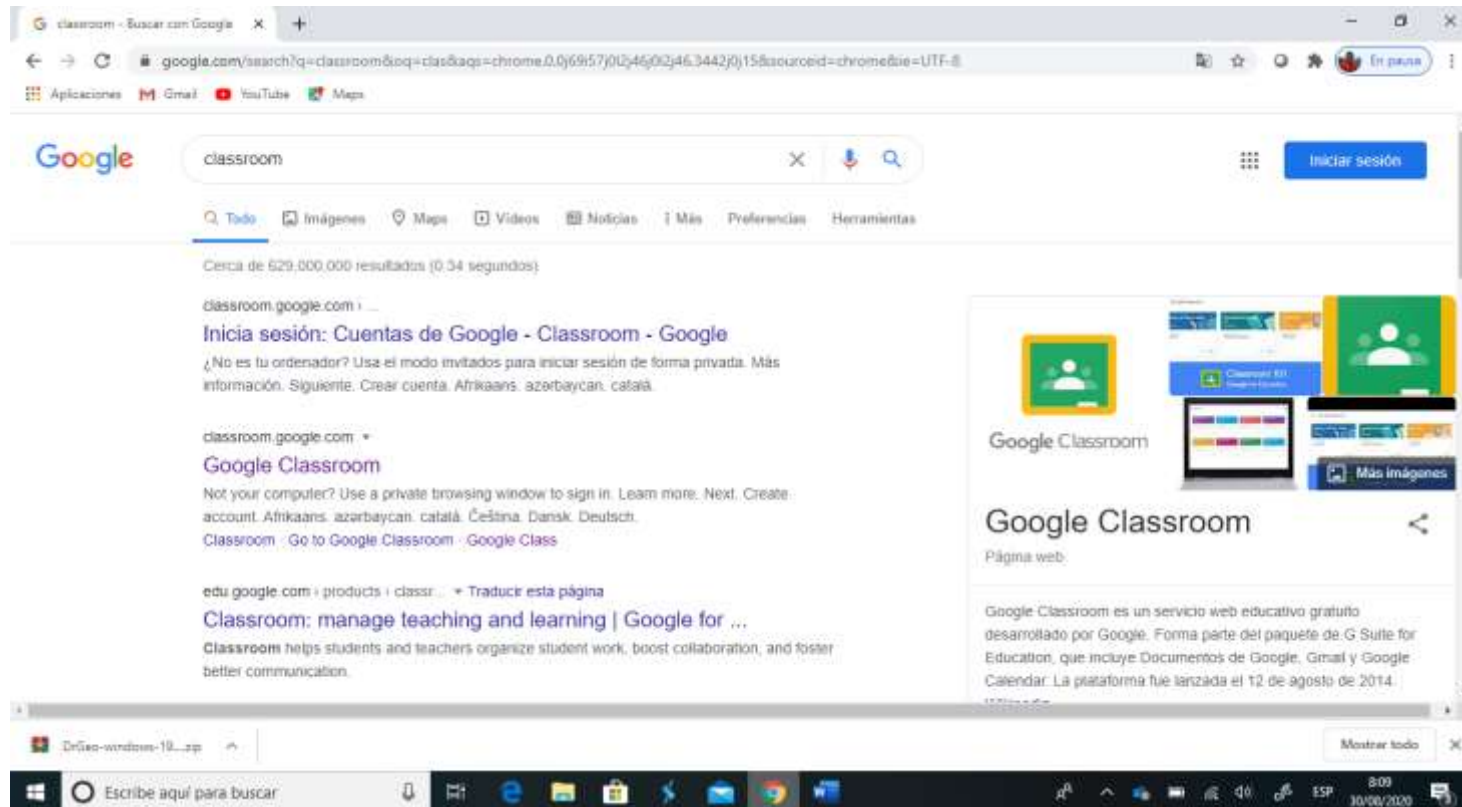 classroom - Buscar con Google
google.com/search?q=classroom&oq=clas&aqs=chrome.0.0j69i57j0l2j46j0i2j46.3442j0j15&sourceid=chrome&ie=UTF-8
En pausa
Aplicaciones Gmail YouTube Maps
Google
classroom
Iniciar sesión
Todo Imágenes Maps Vídeos Noticias Más Preferencias Herramientas
Cerca de 629,000,000 resultados (0.34 segundos)
classroom.google.com › ...
Inicia sesión: Cuentas de Google - Classroom - Google
¿No es tu ordenador? Usa el modo invitados para iniciar sesión de forma privada. Más
información. Siguiente. Crear cuenta. Afrikaans. azərbaycan. català.
classroom.google.com
Google Classroom
Not your computer? Use a private browsing window to sign in. Learn more. Next. Create
account. Afrikaans. azərbaycan. català. Čeština. Dansk. Deutsch.
Classroom · Go to Google Classroom · Google Class
edu.google.com › products › classr... Traducir esta página
Classroom: manage teaching and learning | Google for ...
Classroom helps students and teachers organize student work, boost collaboration, and foster
better communication.
Google Classroom
Classroom 101
Más imágenes
Google Classroom
Página web
Google Classroom es un servicio web educativo gratuito
desarrollado por Google. Forma parte del paquete de G Suite for
Education, que incluye Documentos de Google, Gmail y Google
Calendar. La plataforma fue lanzada el 12 de agosto de 2014.
DrGeo-windows-19....zip
Mostrar todo
Escribe aquí para buscar
ESP
8:09
30/08/2020